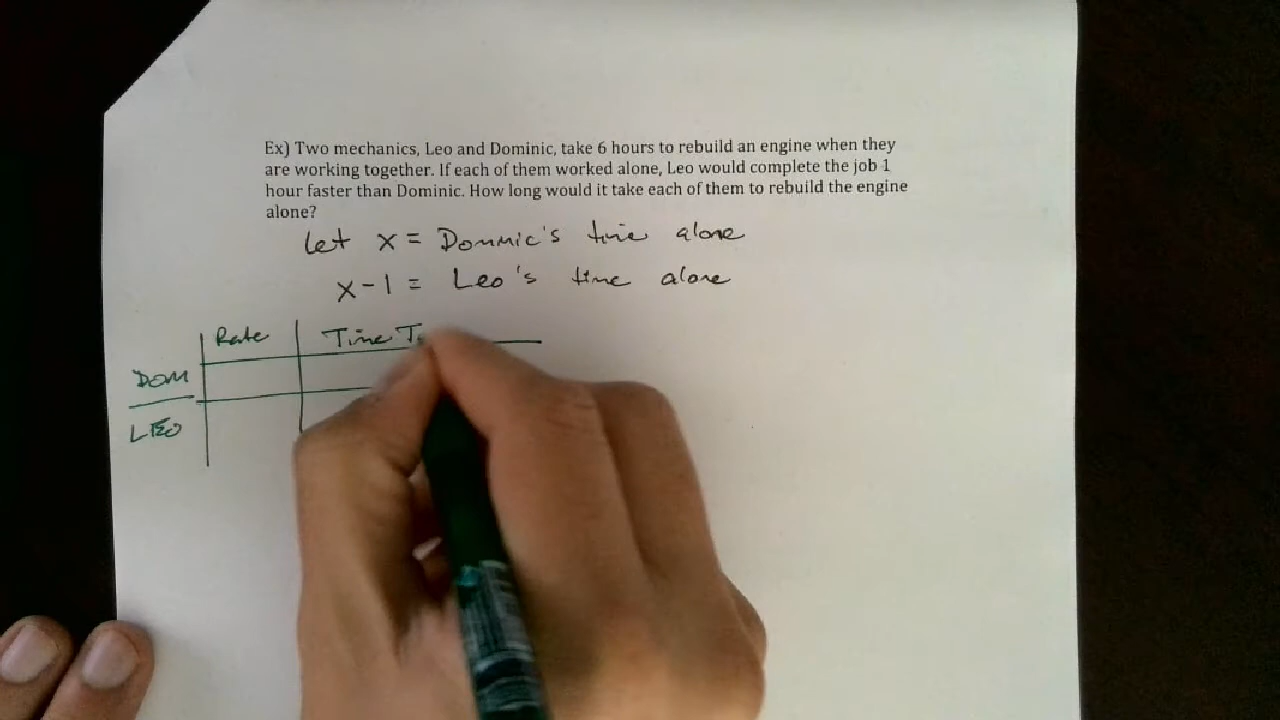 Ex) Two mechanics, Leo and Dominic, take 6 hours to rebuild an engine when they
are working together. If each of them worked alone, Leo would complete the job 1
hour faster than Dominic. How long would it take each of them to rebuild the engine
alone?
Let x = Dominic's time alone
x-1 = Leo's time alone
Rate Time
DOM
LEO